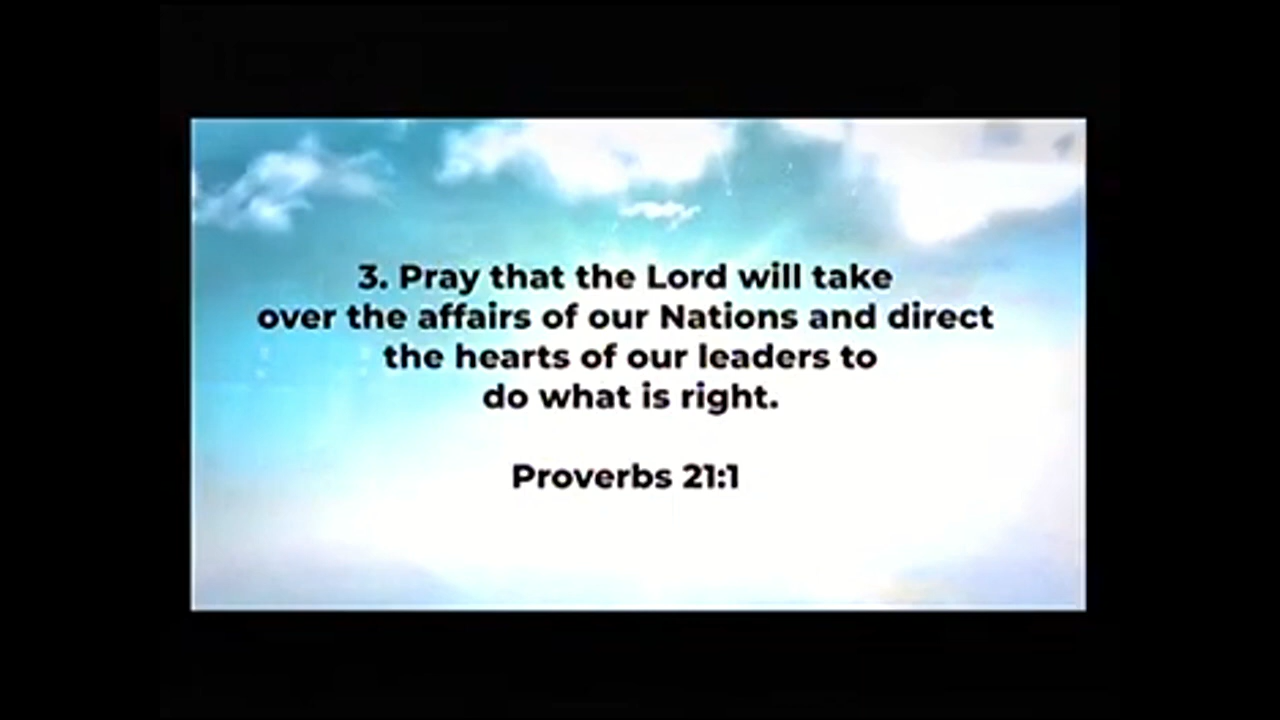 3. Pray that the Lord will take
over the affairs of our Nations and direct
the hearts of our leaders to
do what is right.
Proverbs 21:1